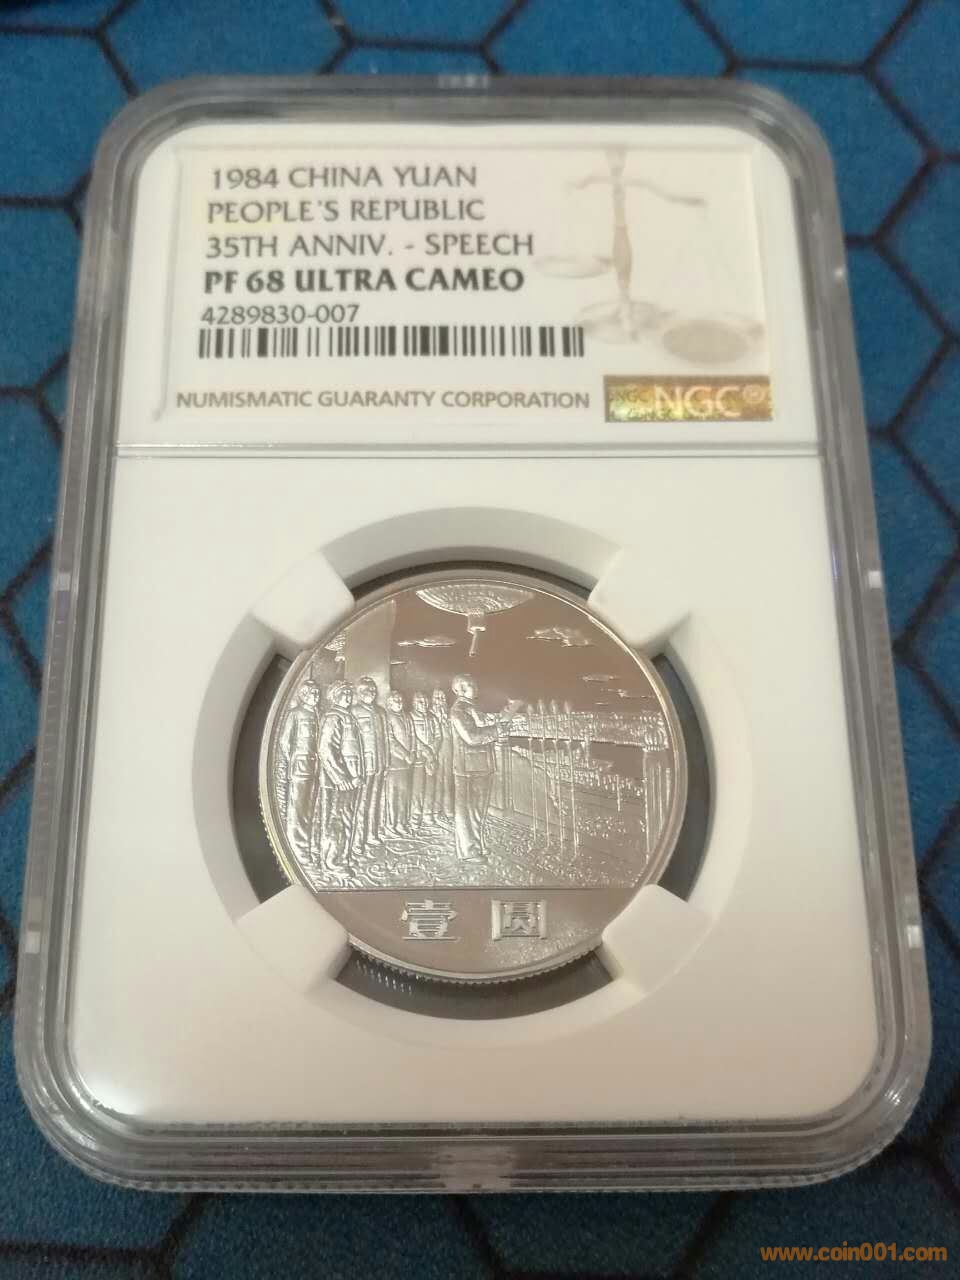 1984 CHINA YUAN
PEOPLE'S REPUBLIC
35TH ANNIV. - SPEECH
PF 68 ULTRA CAMEO
4289830-007
NUMISMATIC GUARANTY CORPORATION
NGC®
壹 圆
www.coin001.com